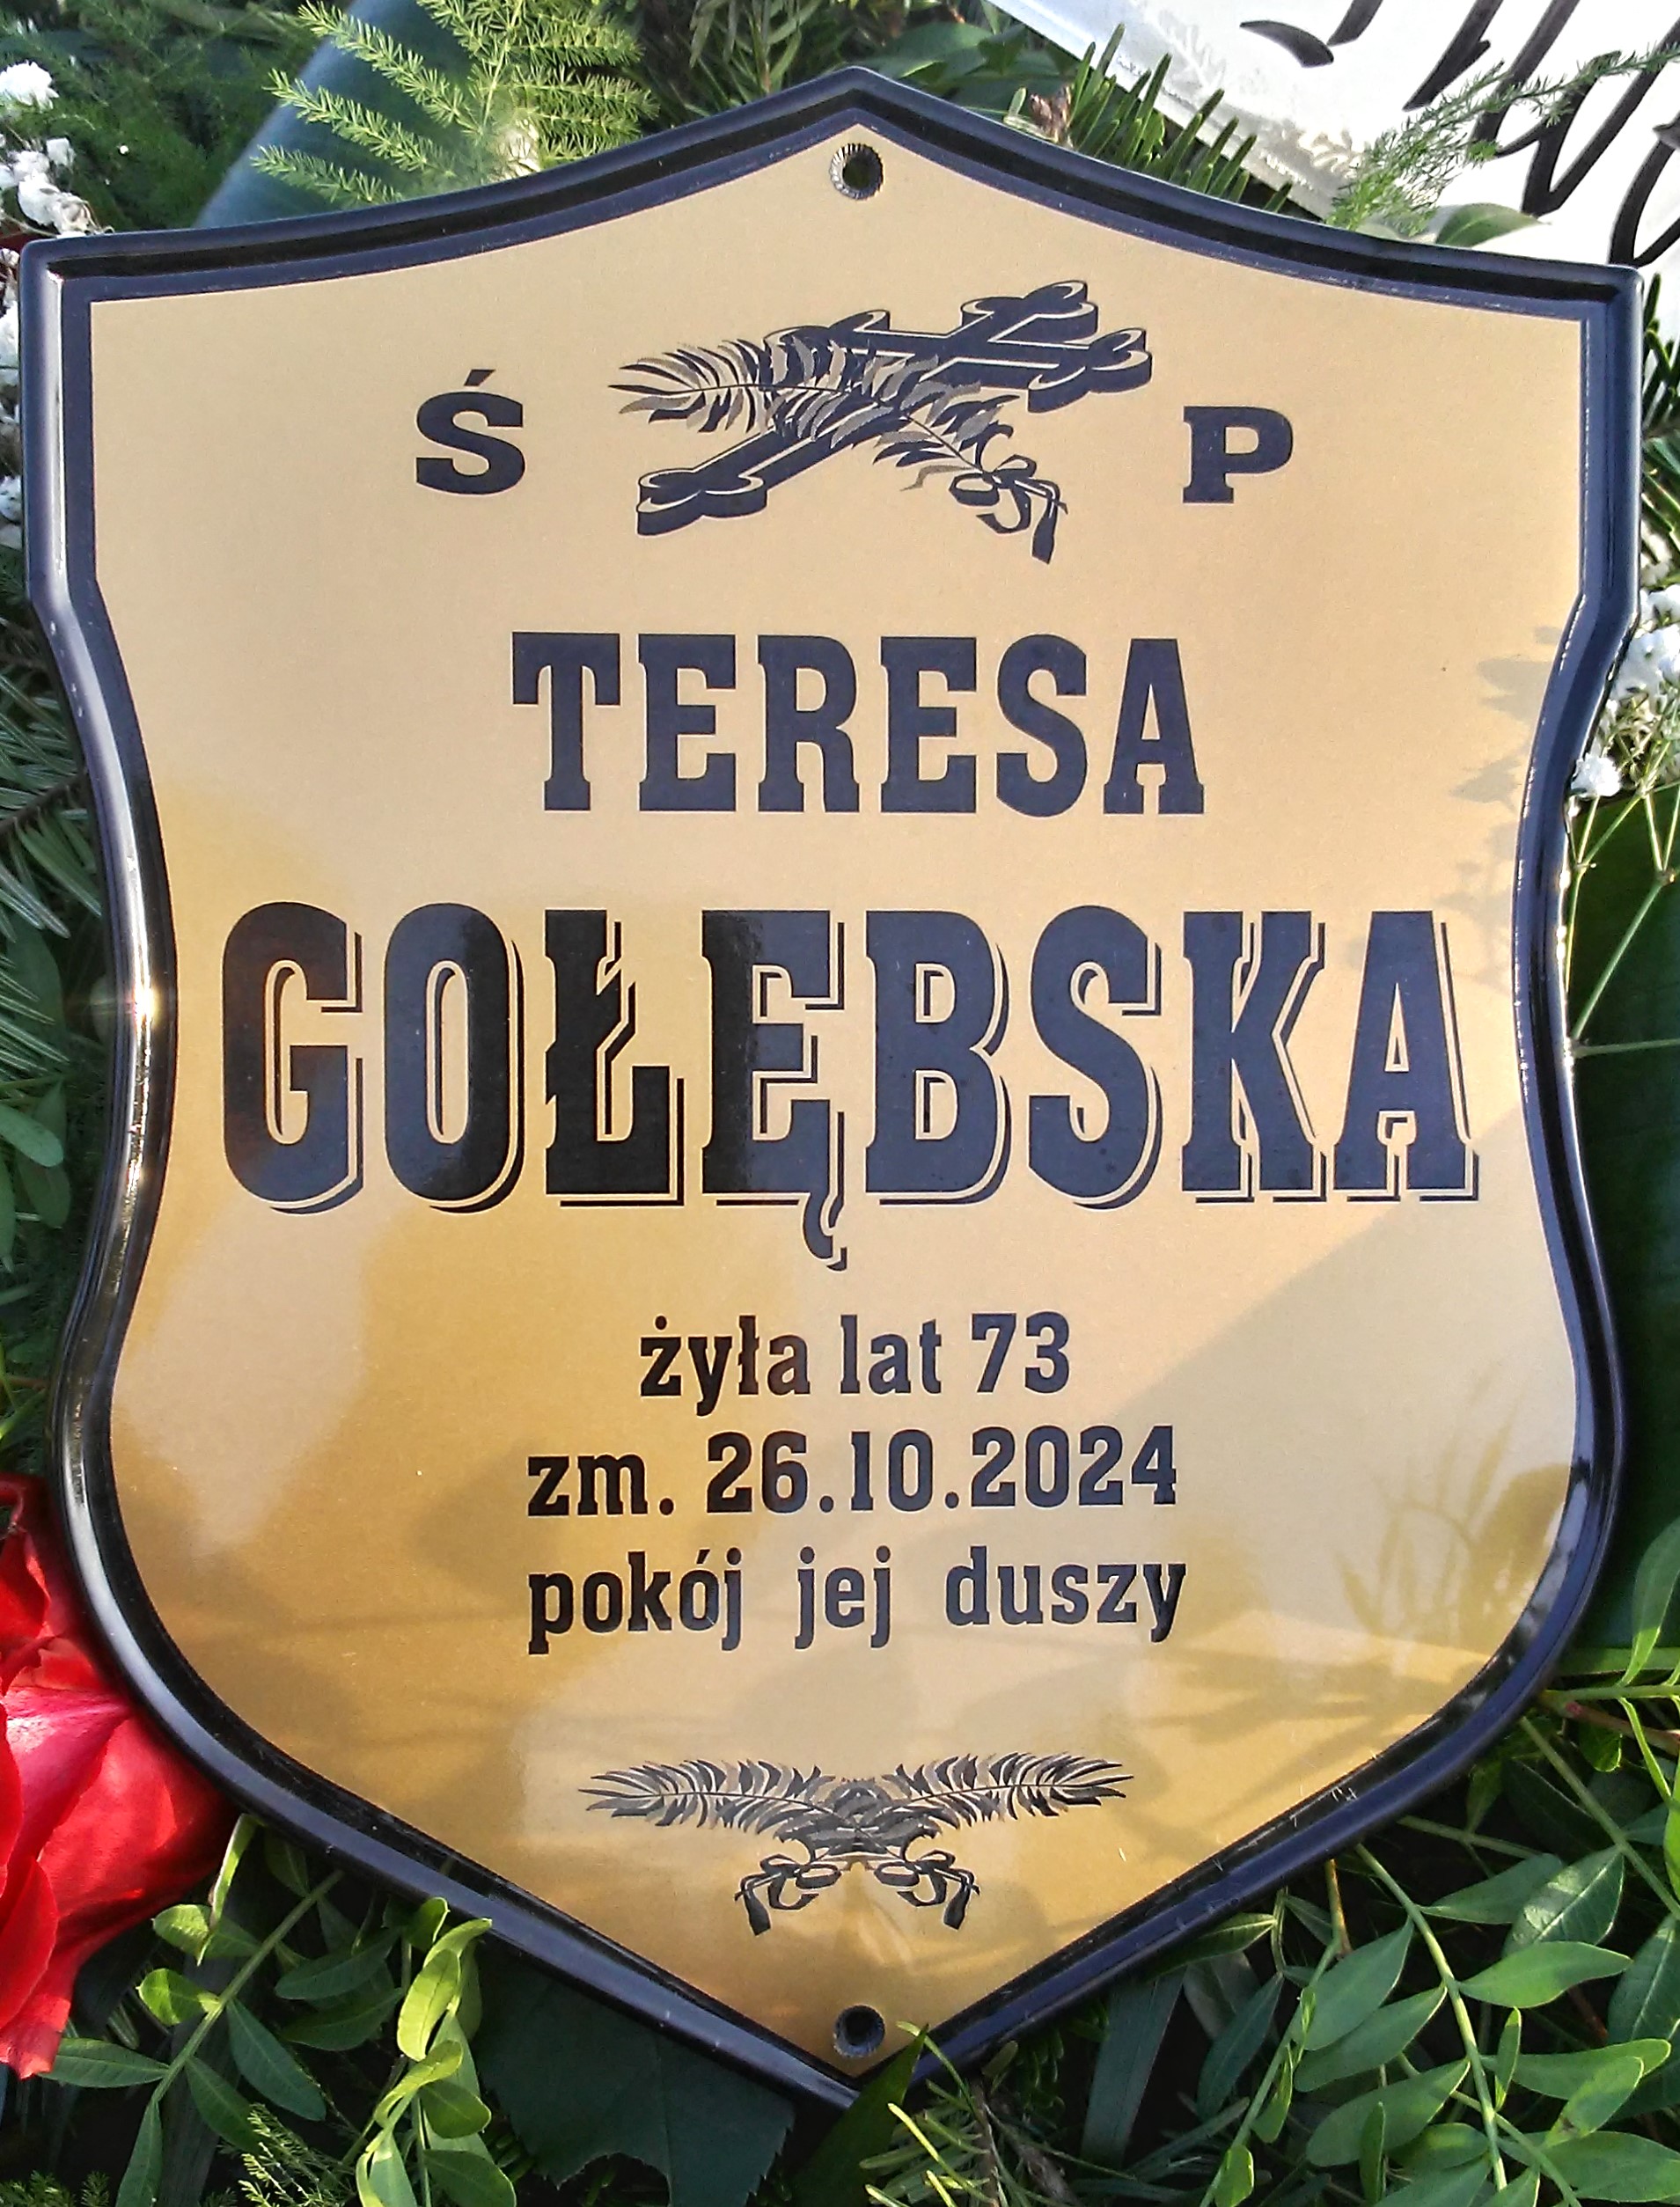 Ś P
TERESA
GOŁĘBSKA
żyła lat 73
zm. 26.10.2024
pokój jej duszy